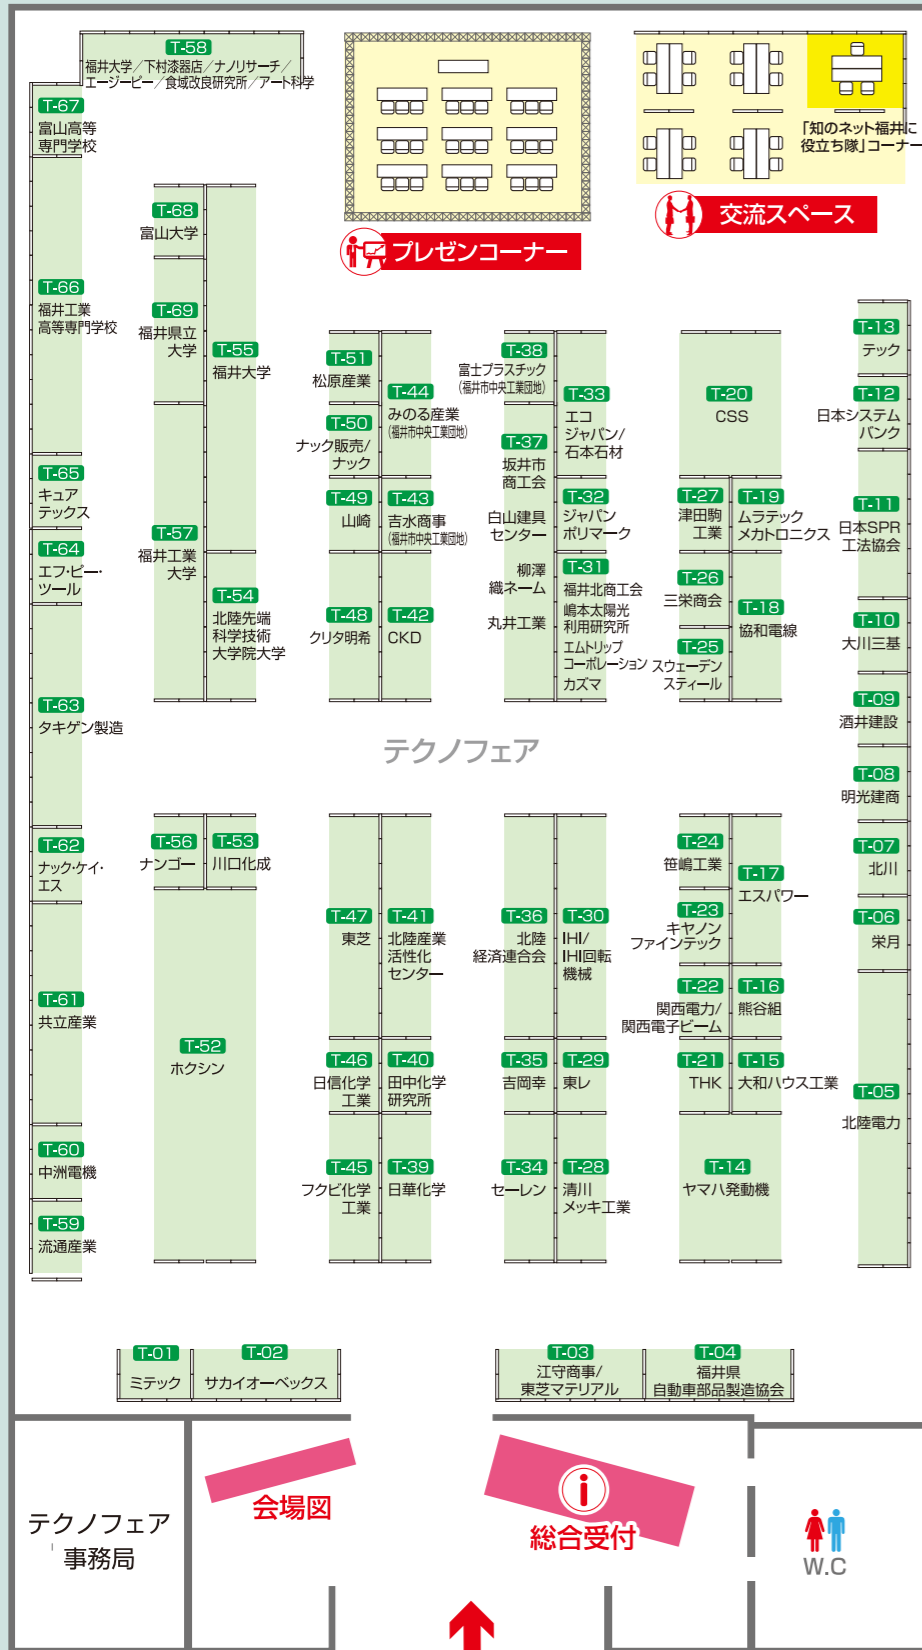 T-58
福井大学／下村漆器店／ナノリサーチ／
エージーピー／食域改良研究所／アート科学
T-67
富山高等
専門学校
T-66
福井工業
高等専門学校
T-65
キュア
テックス
T-64
エフ・ピー・
ツール
T-63
タキゲン製造
T-62
ナック・ケイ・
エス
T-61
共立産業
T-60
中洲電機
T-59
流通産業
T-68
富山大学
T-69
福井県立
大学
T-55
福井大学
T-57
福井工業
大学
T-54
北陸先端
科学技術
大学院大学
T-56
ナンゴー
T-53
川口化成
T-52
ホクシン
プレゼンコーナー
「知のネット福井に
役立ち隊」コーナー
交流スペース
T-51
松原産業
T-44
みのる産業
(福井市中央工業団地)
T-50
ナック販売/
ナック
T-49
山崎
T-43
吉水商事
(福井市中央工業団地)
T-48
クリタ明希
T-42
CKD
T-38
富士プラスチック
(福井市中央工業団地)
T-33
エコ
ジャパン/
石本石材
T-37
坂井市
商工会
白山建具
センター
柳澤
織ネーム
丸井工業
T-32
ジャパン
ポリマーク
T-31
福井北商工会
嶋本太陽光
利用研究所
エムトリップ
コーポレーション
カズマ
T-20
CSS
T-27
津田駒
工業
T-19
ムラテック
メカトロニクス
T-26
三栄商会
T-18
協和電線
T-25
スウェーデン
スティール
T-13
テック
T-12
日本システム
バンク
T-11
日本SPR
工法協会
T-10
大川三基
T-09
酒井建設
T-08
明光建商
T-07
北川
T-06
栄月
T-05
北陸電力
テクノフェア
T-47
東芝
T-41
北陸産業
活性化
センター
T-46
日信化学
工業
T-40
田中化学
研究所
T-45
フクビ化学
工業
T-39
日華化学
T-36
北陸
経済連合会
T-30
IHI/
IHI回転
機械
T-35
吉岡幸
T-29
東レ
T-34
セーレン
T-28
清川
メッキ工業
T-24
笹嶋工業
T-17
エスパワー
T-23
キヤノン
ファインテック
T-22
関西電力/
関西電子ビーム
T-16
熊谷組
T-21
THK
T-15
大和ハウス工業
T-14
ヤマハ発動機
T-01
ミテック
T-02
サカイオーベックス
T-03
江守商事/
東芝マテリアル
T-04
福井県
自動車部品製造協会
テクノフェア
事務局
会場図
i
総合受付
W.C